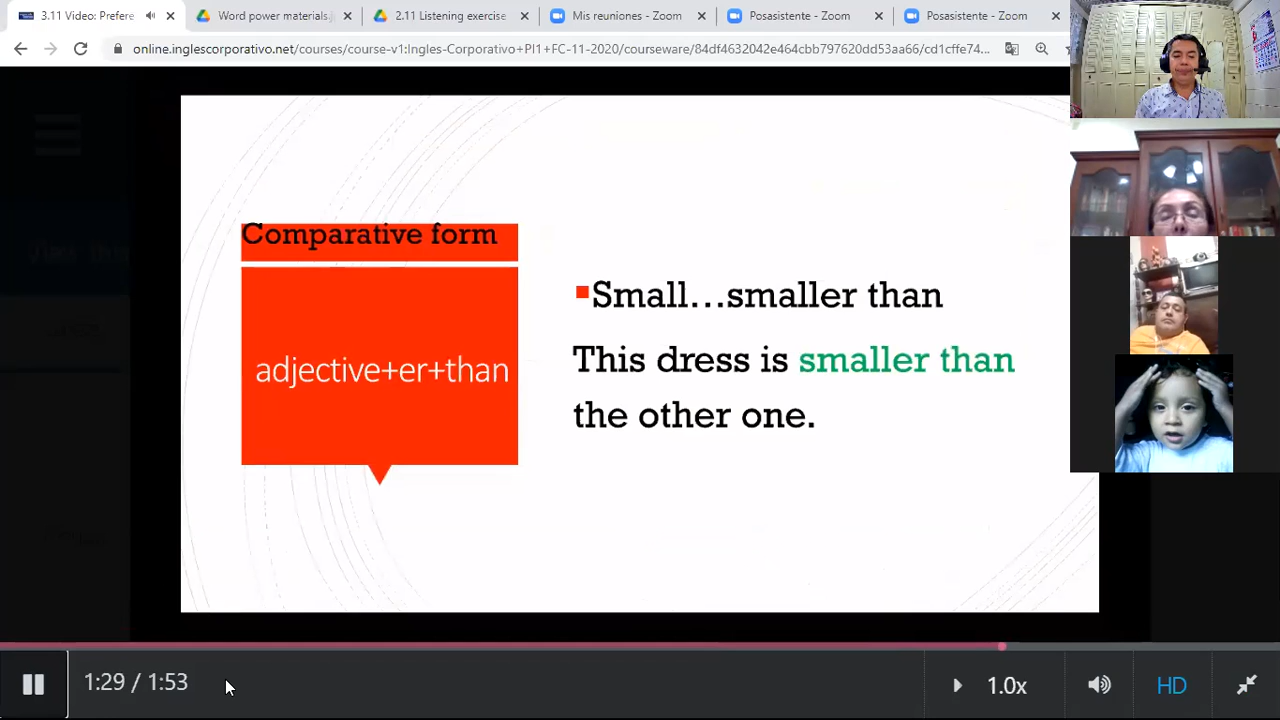 3.11 Video: Prefere
Word power materials.
2.11 Listening exercise
Mis reuniones - Zoom
Posasistente - Zoom
Posasistente - Zoom
online.inglescorporativo.net/courses/course-v1:Ingles-Corporativo+PI1+FC-11-2020/courseware/84df4632042e464cbb797620dd53aa69/cd1cffe74...
Comparative form
adjective+er+than
Small...smaller than
This dress is smaller than
the other one.
1:29 / 1:53
1.0x
HD